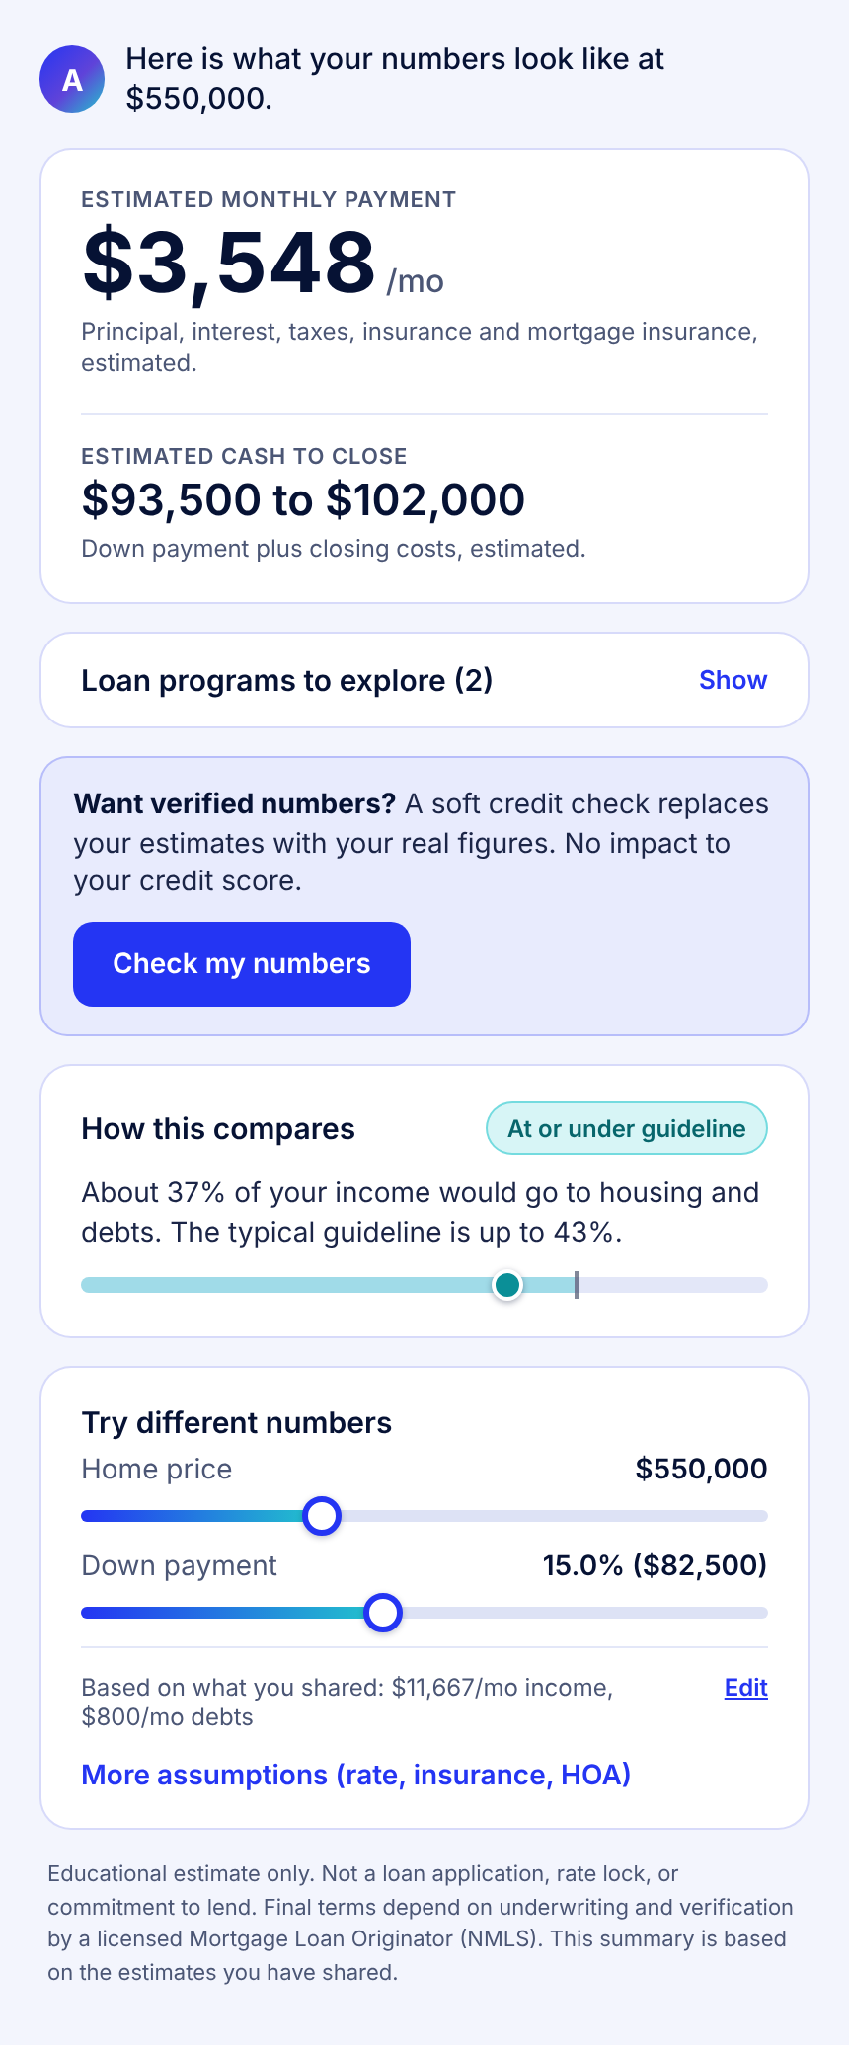 A
Here is what your numbers look like at
$550,000.
ESTIMATED MONTHLY PAYMENT
$3,548 /mo
Principal, interest, taxes, insurance and mortgage insurance,
estimated.
ESTIMATED CASH TO CLOSE
$93,500 to $102,000
Down payment plus closing costs, estimated.
Loan programs to explore (2) Show
Want verified numbers? A soft credit check replaces
your estimates with your real figures. No impact to
your credit score.
Check my numbers
How this compares At or under guideline
About 37% of your income would go to housing and
debts. The typical guideline is up to 43%.
Try different numbers
Home price $550,000
Down payment 15.0% ($82,500)
Based on what you shared: $11,667/mo income, Edit
$800/mo debts
More assumptions (rate, insurance, HOA)
Educational estimate only. Not a loan application, rate lock, or
commitment to lend. Final terms depend on underwriting and verification
by a licensed Mortgage Loan Originator (NMLS). This summary is based
on the estimates you have shared.